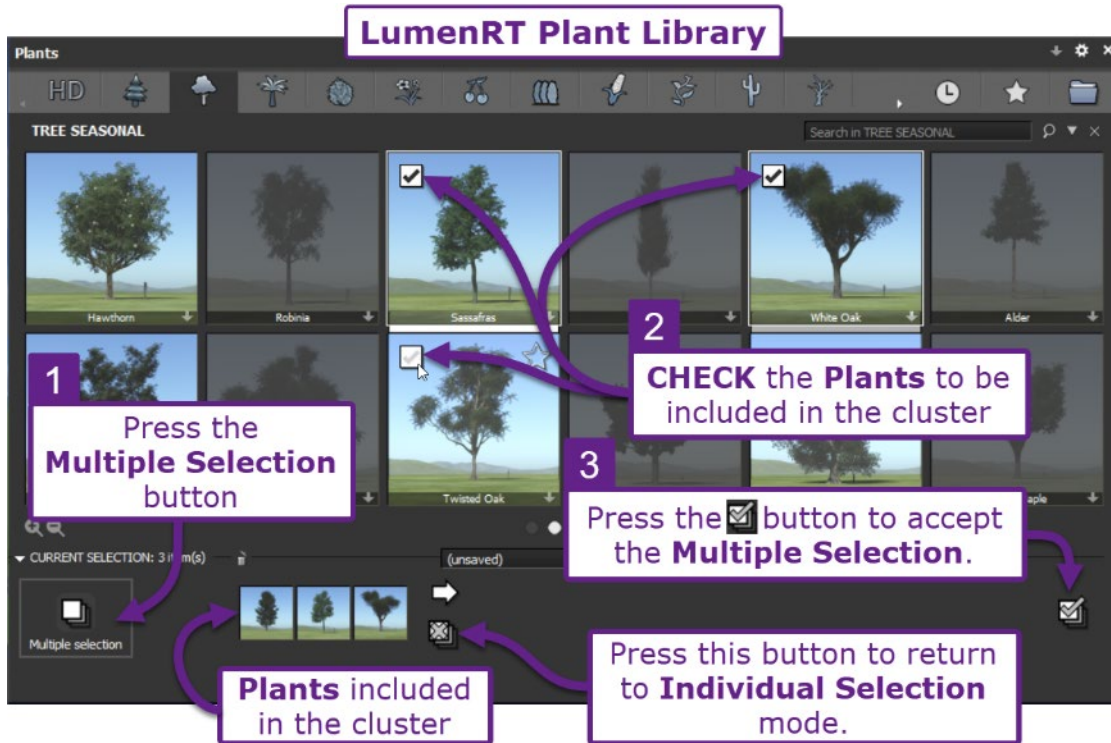 LumenRT Plant Library
Plants
HD
TREE SEASONAL
Search in TREE SEASONAL
Hawthorn
Robinia
Sassafras
White Oak
Alder
1
Press the
Multiple Selection
button
2
CHECK the Plants to be
included in the cluster
Twisted Oak
3
Press the button to accept
the Multiple Selection.
CURRENT SELECTION: 3 item(s)
(unsaved)
Multiple selection
Plants included
in the cluster
Press this button to return
to Individual Selection
mode.